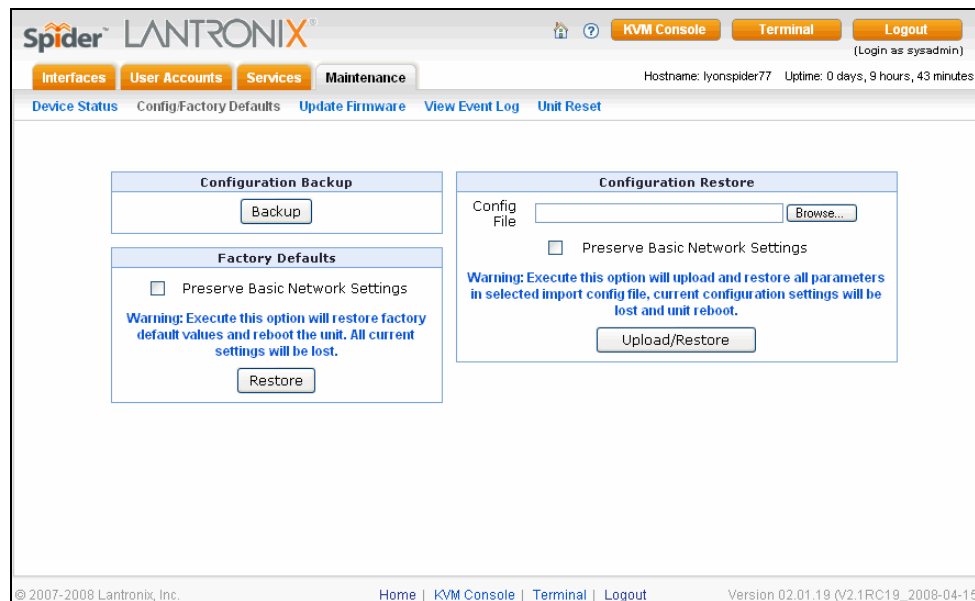 Spider™ LANTRONIX®
KVM Console Terminal Logout
(Login as sysadmin)
Interfaces User Accounts Services Maintenance
Hostname: lyonspider77 Uptime: 0 days, 9 hours, 43 minutes
Device Status Config/Factory Defaults Update Firmware View Event Log Unit Reset
Configuration Backup
Backup
Factory Defaults
Preserve Basic Network Settings
Warning: Execute this option will restore factory
default values and reboot the unit. All current
settings will be lost.
Restore
Configuration Restore
Config
File
Browse...
Preserve Basic Network Settings
Warning: Execute this option will upload and restore all parameters
in selected import config file, current configuration settings will be
lost and unit reboot.
Upload/Restore
© 2007-2008 Lantronix, Inc.
Home | KVM Console | Terminal | Logout
Version 02.01.19 (V2.1RC19_2008-04-15